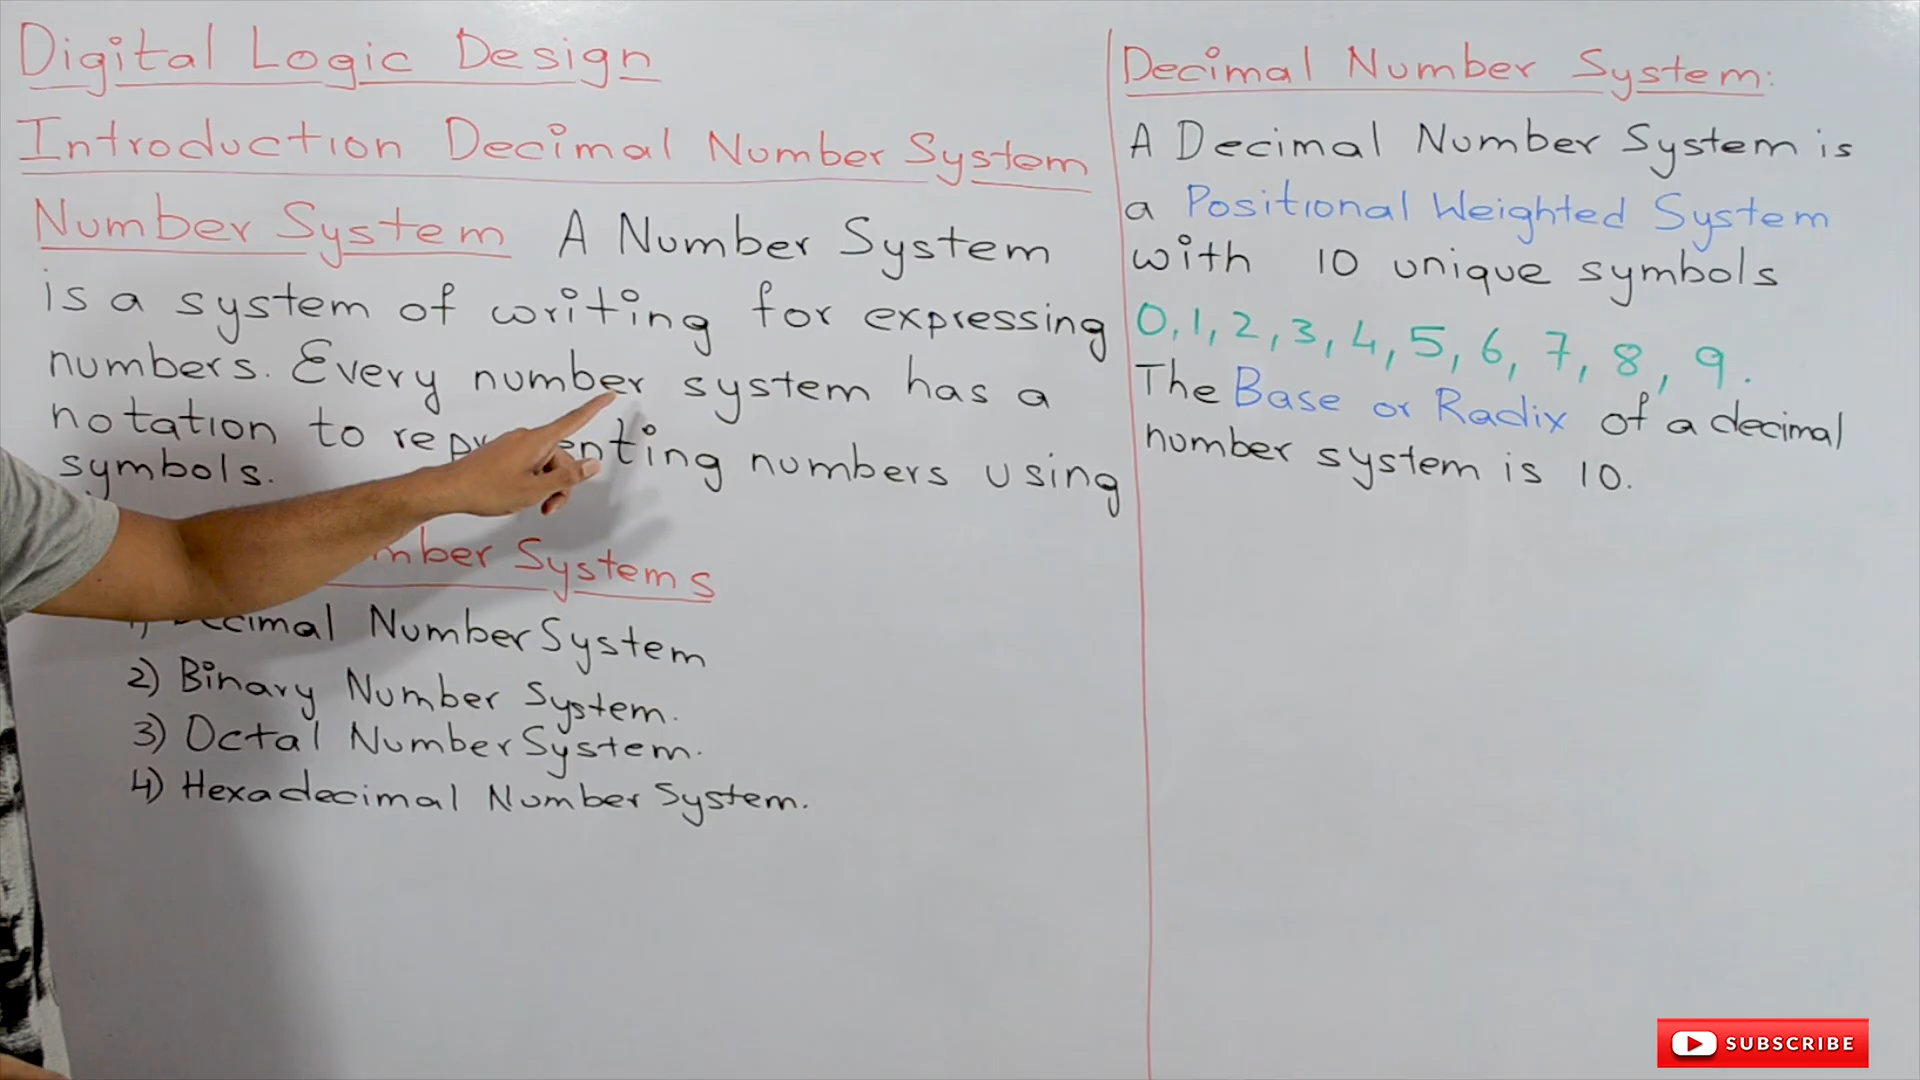 Digital Logic Design
Introduction Decimal Number System
Number System A Number System
is a system of writing for expressing
numbers. Every number system has a
notation to representing numbers using
symbols.
Number Systems
1) Decimal Number System
2) Binary Number System.
3) Octal Number System.
4) Hexadecimal Number System.
Decimal Number System:
A Decimal Number System is
a Positional Weighted System
with 10 unique symbols
0, 1, 2, 3, 4, 5, 6, 7, 8, 9.
The Base or Radix of a decimal
number system is 10.
SUBSCRIBE